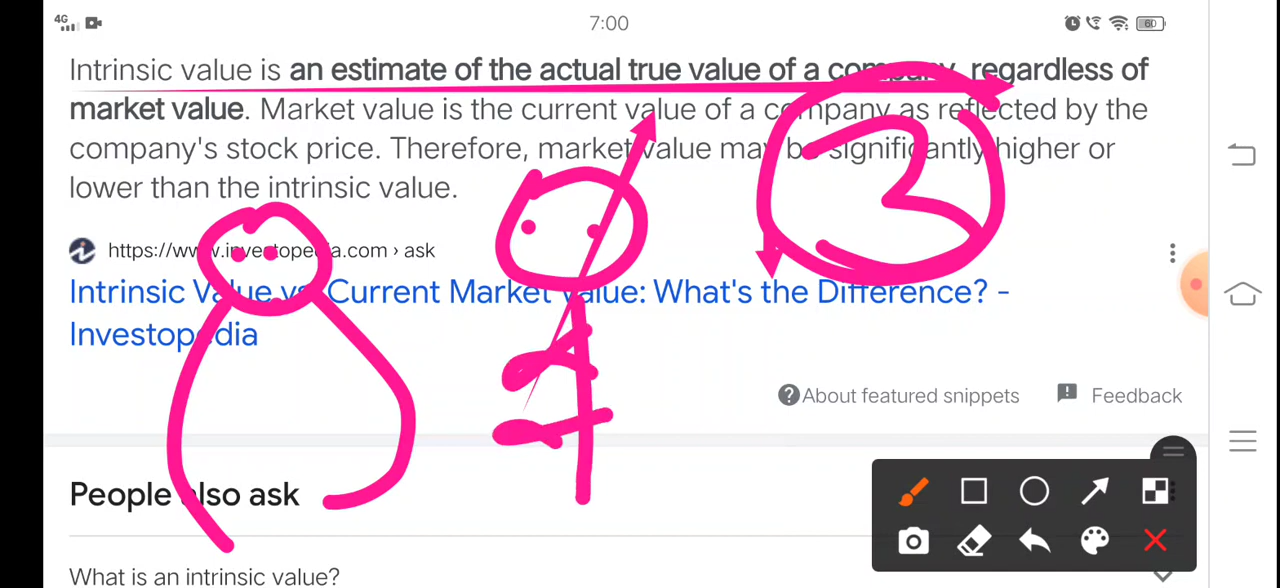 4G
7:00
60
Intrinsic value is an estimate of the actual true value of a company, regardless of
market value. Market value is the current value of a company as reflected by the
company's stock price. Therefore, market value may be significantly higher or
lower than the intrinsic value.
https://www.investopedia.com › ask
Intrinsic Value vs. Current Market Value: What's the Difference? -
Investopedia
About featured snippets Feedback
People also ask
What is an intrinsic value?